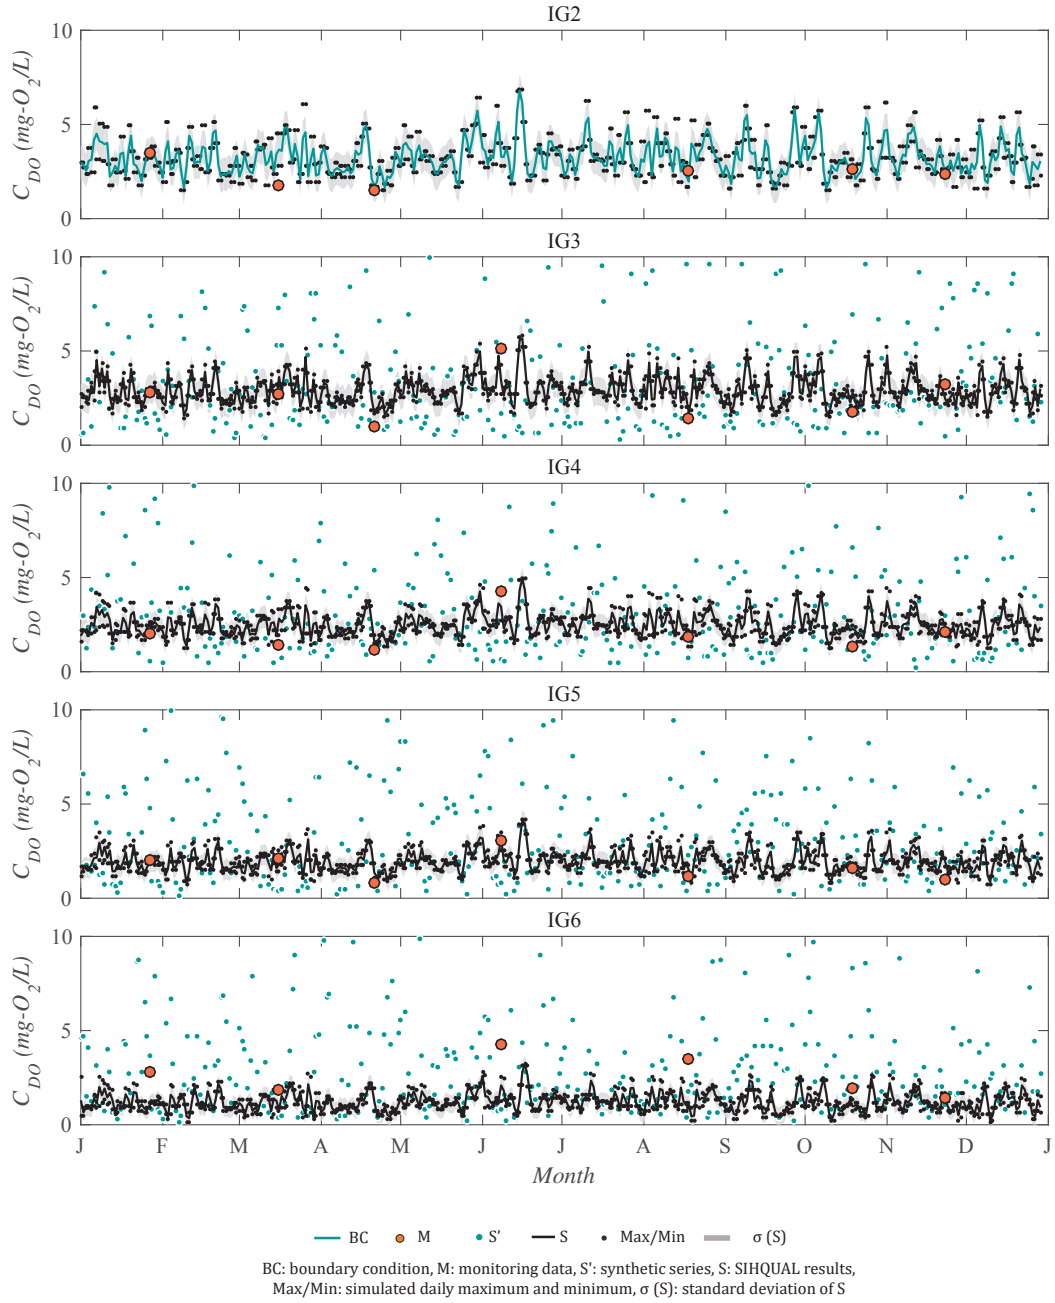 IG2
10
5
0
C_DO (mg-O_2/L)
IG3
10
5
0
C_DO (mg-O_2/L)
IG4
10
5
0
C_DO (mg-O_2/L)
IG5
10
5
0
C_DO (mg-O_2/L)
IG6
10
5
0
C_DO (mg-O_2/L)
J F M A M J J A S O N D J
Month
BC M S' S Max/Min σ (S)
BC: boundary condition, M: monitoring data, S': synthetic series, S: SIHQUAL results,
Max/Min: simulated daily maximum and minimum, σ (S): standard deviation of S